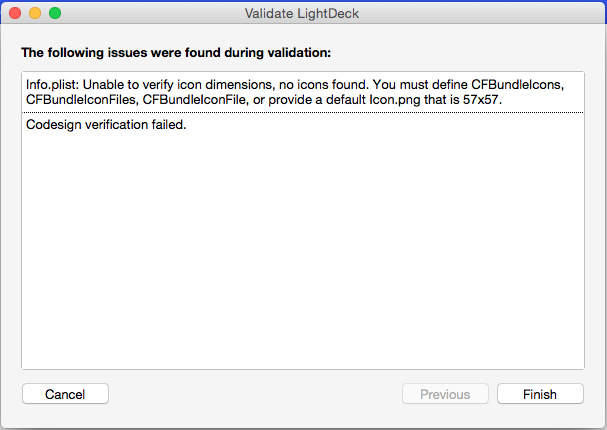 Validate LightDeck
The following issues were found during validation:
Info.plist: Unable to verify icon dimensions, no icons found. You must define CFBundleIcons,
CFBundleIconFiles, CFBundleIconFile, or provide a default Icon.png that is 57x57.
Codesign verification failed.
Cancel
Previous
Finish